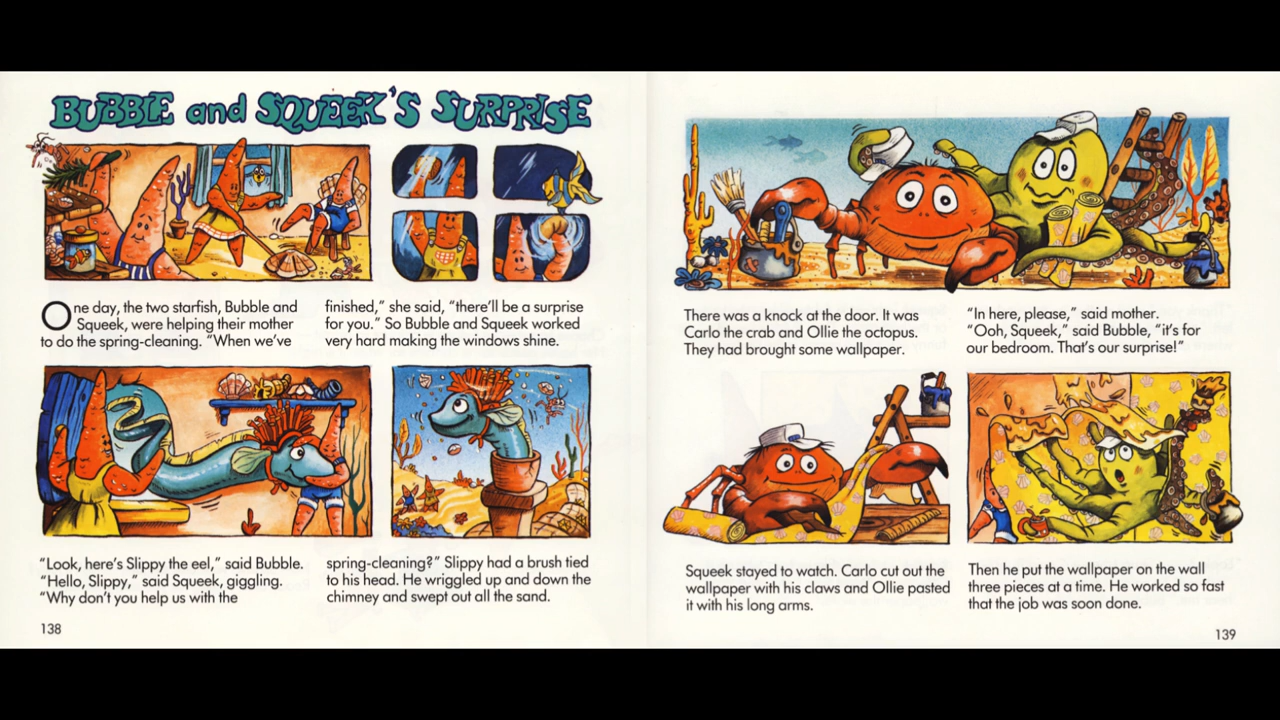 BUBBLE and SQUEEK'S SURPRISE
One day, the two starfish, Bubble and
Squeek, were helping their mother
to do the spring-cleaning. “When we’ve
finished,” she said, “there’ll be a surprise
for you.” So Bubble and Squeek worked
very hard making the windows shine.
“Look, here’s Slippy the eel,” said Bubble.
“Hello, Slippy,” said Squeek, giggling.
“Why don’t you help us with the
spring-cleaning?” Slippy had a brush tied
to his head. He wriggled up and down the
chimney and swept out all the sand.
138
There was a knock at the door. It was
Carlo the crab and Ollie the octopus.
They had brought some wallpaper.
“In here, please,” said mother.
“Ooh, Squeek,” said Bubble, “it’s for
our bedroom. That’s our surprise!”
Squeek stayed to watch. Carlo cut out the
wallpaper with his claws and Ollie pasted
it with his long arms.
Then he put the wallpaper on the wall
three pieces at a time. He worked so fast
that the job was soon done.
139